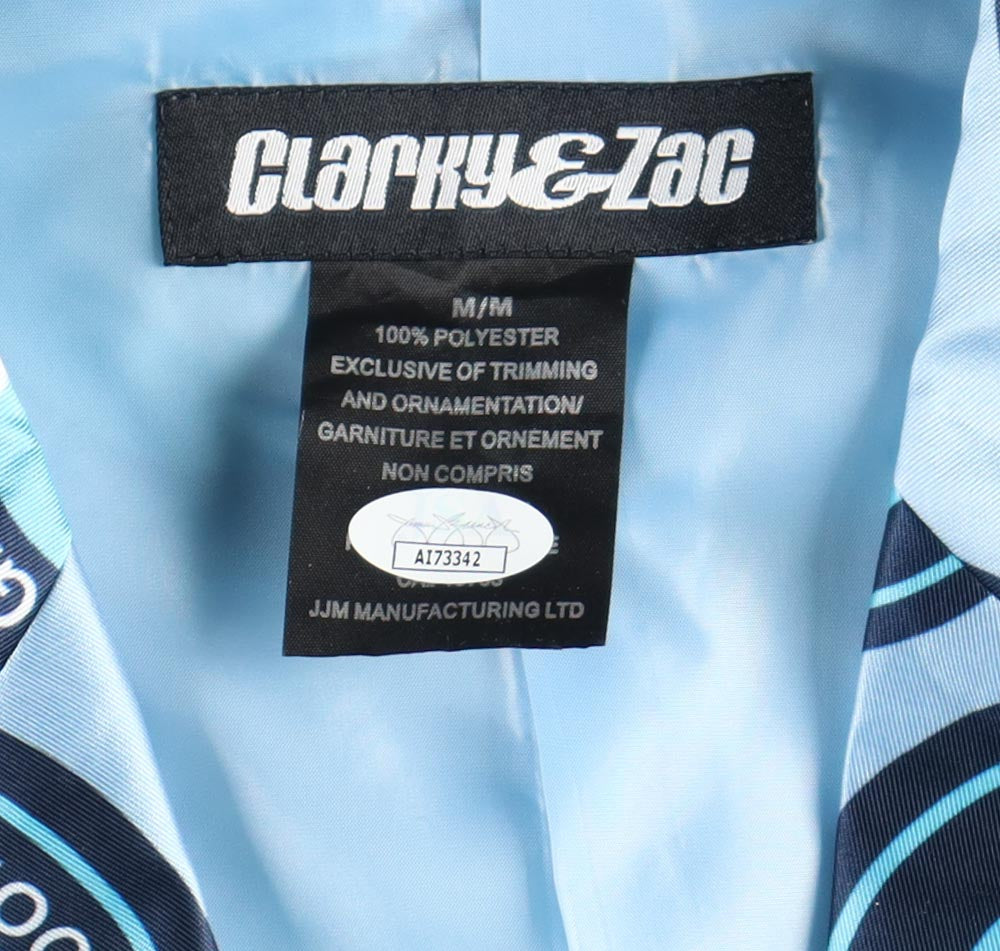 Clarky&Zac
M/M
100% POLYESTER
EXCLUSIVE OF TRIMMING
AND ORNAMENTATION/
GARNITURE ET ORNEMENT
NON COMPRIS
AI73342
JJM MANUFACTURING LTD